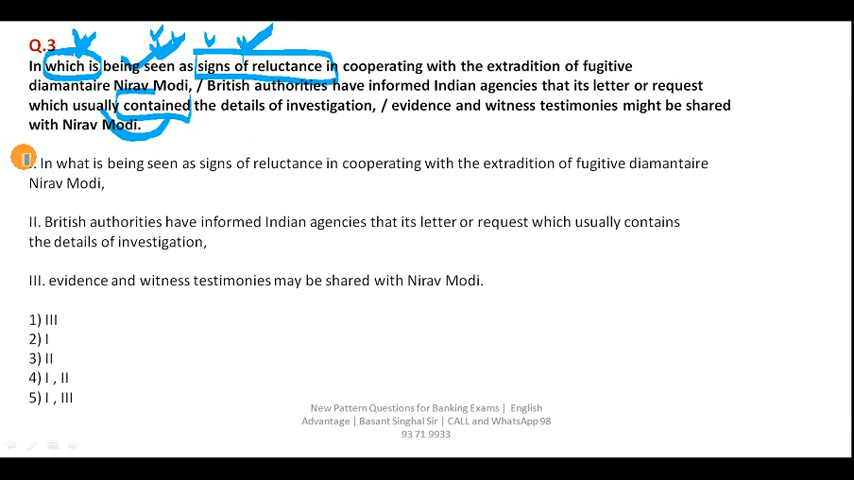 Q.3
In which is being seen as signs of reluctance in cooperating with the extradition of fugitive
diamantaire Nirav Modi, / British authorities have informed Indian agencies that its letter or request
which usually contained the details of investigation, / evidence and witness testimonies might be shared
with Nirav Modi.
I. In what is being seen as signs of reluctance in cooperating with the extradition of fugitive diamantaire
Nirav Modi,
II. British authorities have informed Indian agencies that its letter or request which usually contains
the details of investigation,
III. evidence and witness testimonies may be shared with Nirav Modi.
1) III
2) I
3) II
4) I , II
5) I , III
New Pattern Questions for Banking Exams | English
Advantage | Basant Singhal Sir | CALL and WhatsApp 98
93 71 9933